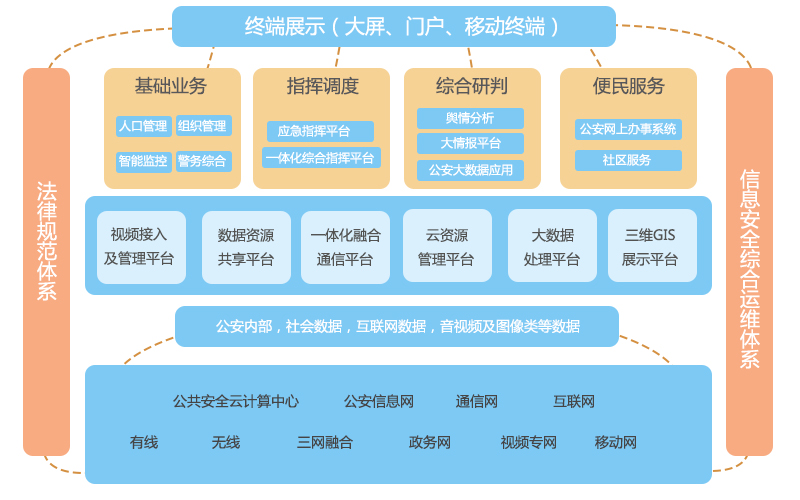 终端展示（大屏、门户、移动终端）
基础业务
人口管理 组织管理
智能监控 警务综合
指挥调度
应急指挥平台
一体化综合指挥平台
综合研判
舆情分析
大情报平台
公安大数据应用
便民服务
公安网上办事系统
社区服务
法律规范体系
信息安全综合运维体系
视频接入
及管理平台
数据资源
共享平台
一体化融合
通信平台
云资源
管理平台
大数据
处理平台
三维GIS
展示平台
公安内部，社会数据，互联网数据，音视频及图像类等数据
公共安全云计算中心 公安信息网 通信网 互联网
有线 无线 三网融合 政务网 视频专网 移动网